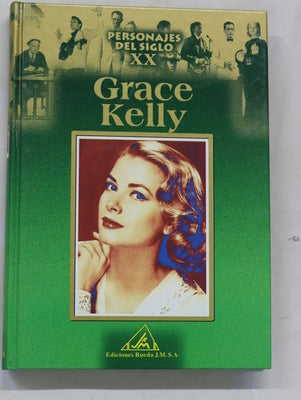 PERSONAJES
DEL SIGLO
XX
Grace
Kelly
Ediciones Rueda J.M. S.A.